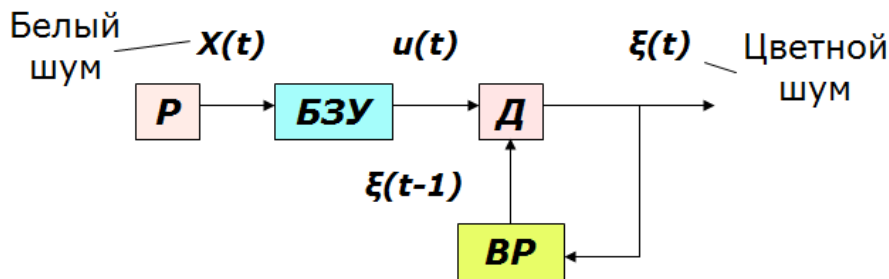 Белый
шум
X(t)
u(t)
ξ(t)
Цветной
шум
Р
БЗУ
Д
ξ(t-1)
ВР